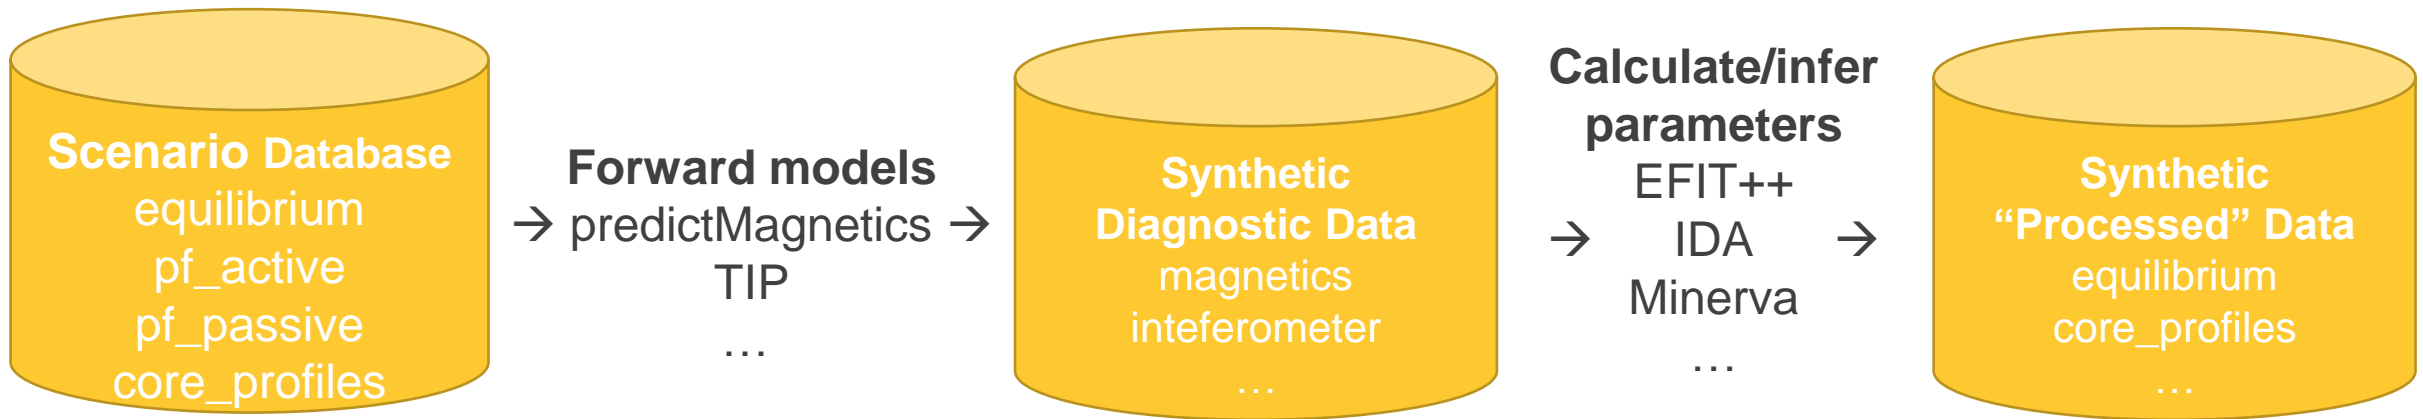 Scenario Database
equilibrium
pf_active
pf_passive
core_profiles
Forward models
→ predictMagnetics →
TIP
…
Synthetic
Diagnostic Data
magnetics
inteferometer
…
Calculate/infer
parameters
EFIT++
→ IDA →
Minerva
…
Synthetic
“Processed” Data
equilibrium
core_profiles
…